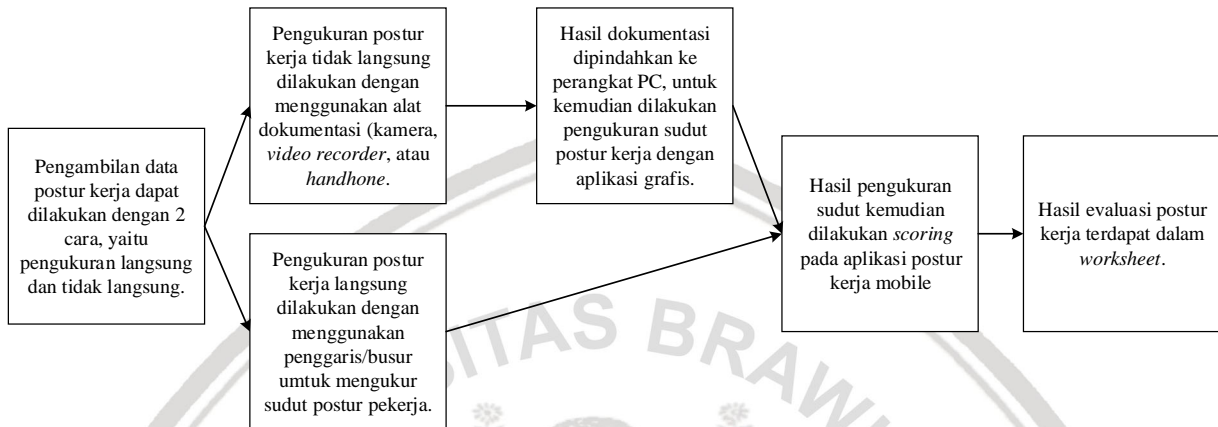 Pengambilan data
postur kerja dapat
dilakukan dengan 2
cara, yaitu
pengukuran langsung
dan tidak langsung.
Pengukuran postur
kerja tidak langsung
dilakukan dengan
menggunakan alat
dokumentasi (kamera,
video recorder, atau
handhone.
Hasil dokumentasi
dipindahkan ke
perangkat PC, untuk
kemudian dilakukan
pengukuran sudut
postur kerja dengan
aplikasi grafis.
Pengukuran postur
kerja langsung
dilakukan dengan
menggunakan
penggaris/busur
umtuk mengukur
sudut postur pekerja.
Hasil pengukuran
sudut kemudian
dilakukan scoring
pada aplikasi postur
kerja mobile
Hasil evaluasi postur
kerja terdapat dalam
worksheet.
SITAS BRAW